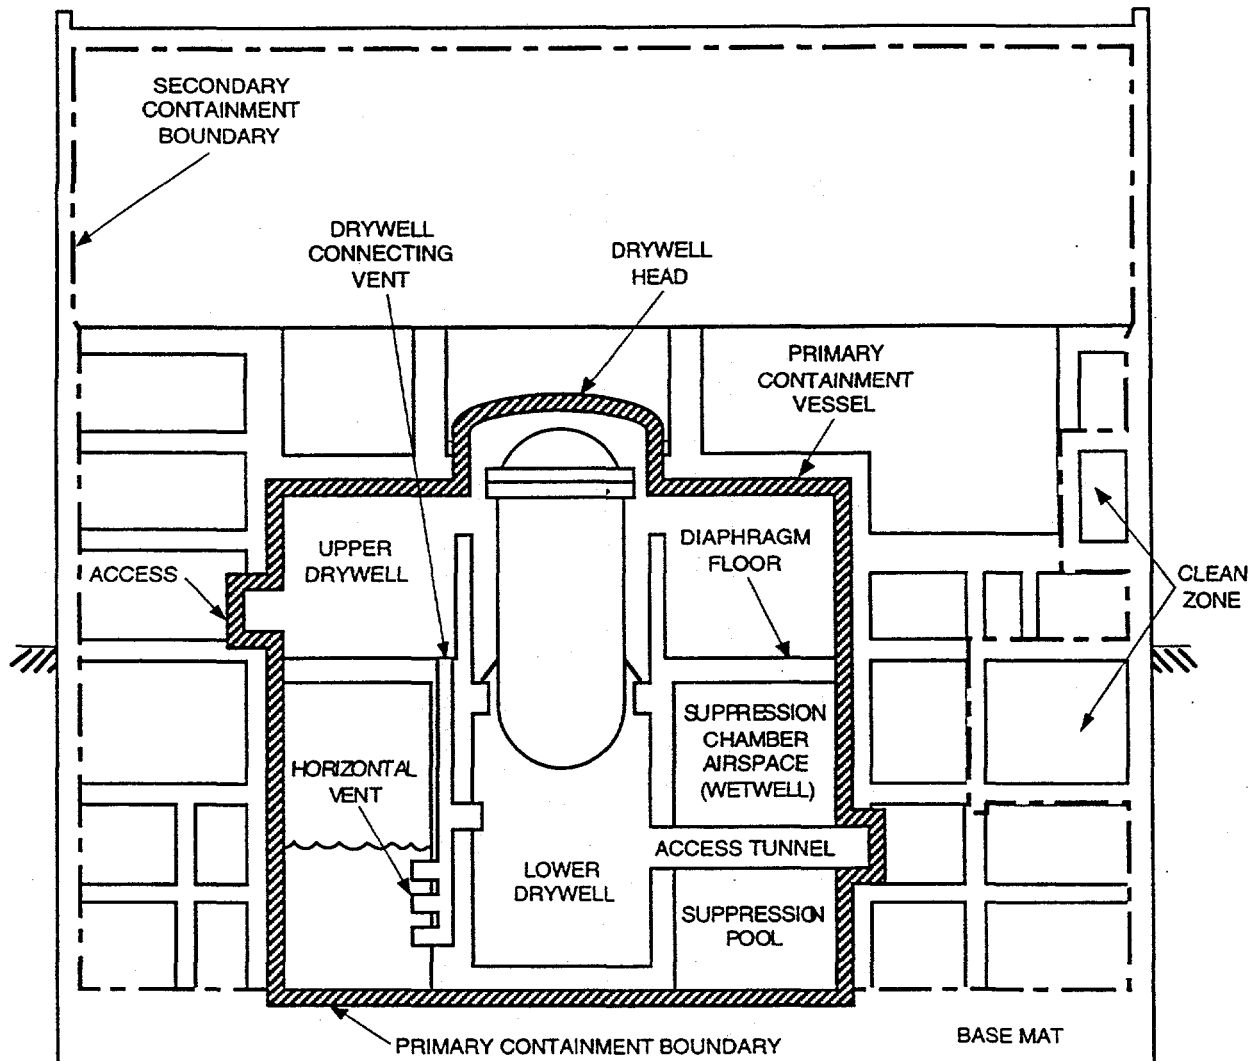 SECONDARY
CONTAINMENT
BOUNDARY
DRYWELL
CONNECTING
VENT
DRYWELL
HEAD
PRIMARY
CONTAINMENT
VESSEL
UPPER
DRYWELL
DIAPHRAGM
FLOOR
ACCESS
CLEAN
ZONE
SUPPRESSION
CHAMBER
AIRSPACE
(WETWELL)
HORIZONTAL
VENT
ACCESS TUNNEL
LOWER
DRYWELL
SUPPRESSION
POOL
PRIMARY CONTAINMENT BOUNDARY
BASE MAT